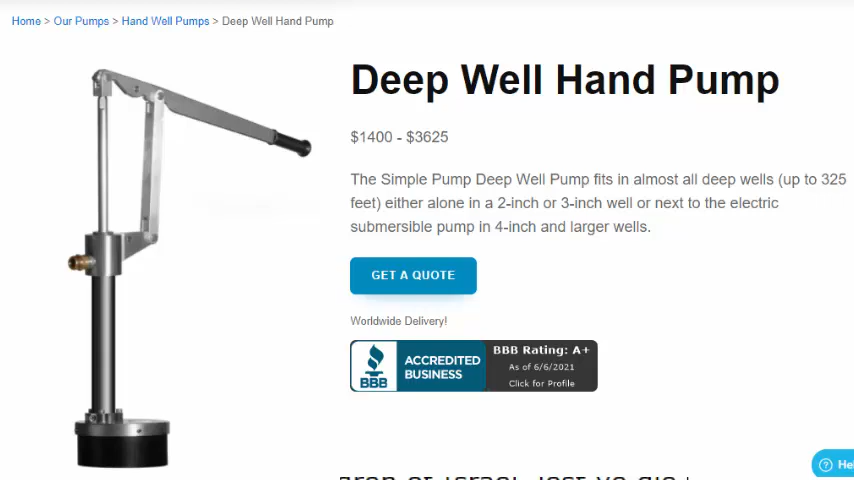 Home > Our Pumps > Hand Well Pumps > Deep Well Hand Pump
Deep Well Hand Pump
$1400 - $3625
The Simple Pump Deep Well Pump fits in almost all deep wells (up to 325
feet) either alone in a 2-inch or 3-inch well or next to the electric
submersible pump in 4-inch and larger wells.
GET A QUOTE
Worldwide Delivery!
BBB
ACCREDITED
BUSINESS
BBB Rating: A+
As of 6/6/2021
Click for Profile